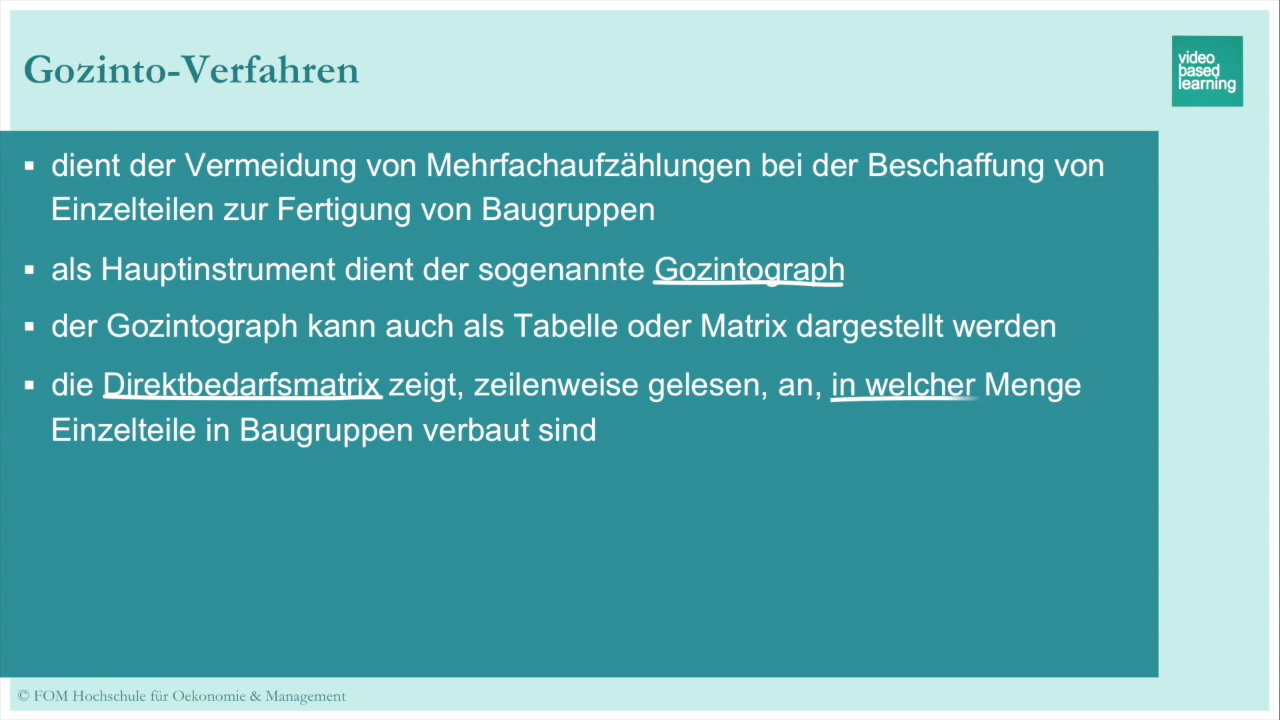 Gozinto-Verfahren
video
based
learning
▪ dient der Vermeidung von Mehrfachaufzählungen bei der Beschaffung von
Einzelteilen zur Fertigung von Baugruppen
▪ als Hauptinstrument dient der sogenannte Gozintograph
▪ der Gozintograph kann auch als Tabelle oder Matrix dargestellt werden
▪ die Direktbedarfsmatrix zeigt, zeilenweise gelesen, an, in welcher Menge
Einzelteile in Baugruppen verbaut sind
© FOM Hochschule für Oekonomie & Management